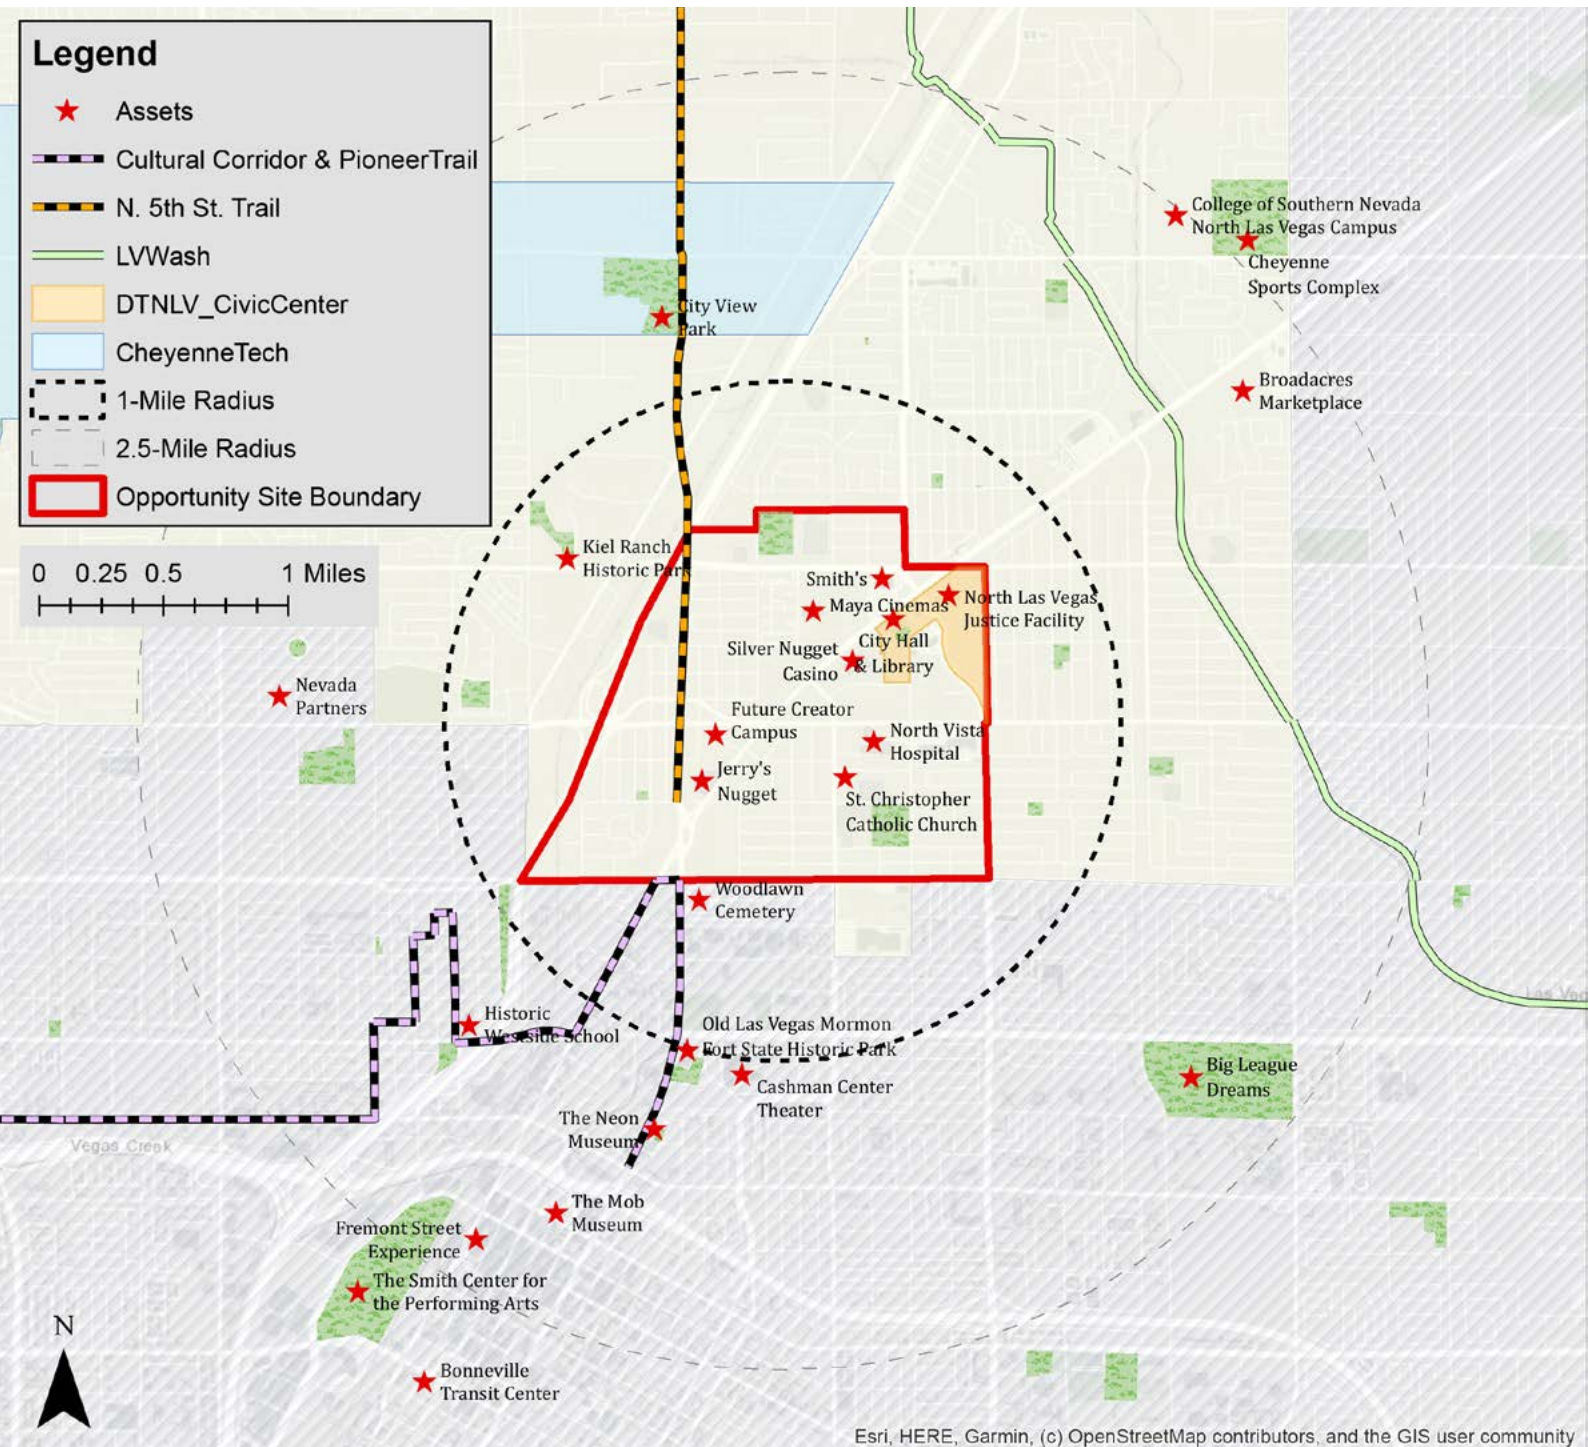 Legend
Assets
Cultural Corridor & PioneerTrail
N. 5th St. Trail
LVWash
DTNLV_CivicCenter
CheyenneTech
1-Mile Radius
2.5-Mile Radius
Opportunity Site Boundary
0 0.25 0.5 1 Miles
College of Southern Nevada
North Las Vegas Campus
Cheyenne
Sports Complex
City View
Park
Broadacres
Marketplace
Kiel Ranch
Historic Park
Smith's
Maya Cinemas
North Las Vegas
Justice Facility
City Hall
& Library
Silver Nugget
Casino
Nevada
Partners
Future Creator
Campus
North Vista
Hospital
Jerry's
Nugget
St. Christopher
Catholic Church
Woodlawn
Cemetery
Historic
Westside School
Old Las Vegas Mormon
Fort State Historic Park
Cashman Center
Theater
Big League
Dreams
The Neon
Museum
Vegas Creek
The Mob
Museum
Fremont Street
Experience
The Smith Center for
the Performing Arts
N
Bonneville
Transit Center
Esri, HERE, Garmin, (c) OpenStreetMap contributors, and the GIS user community